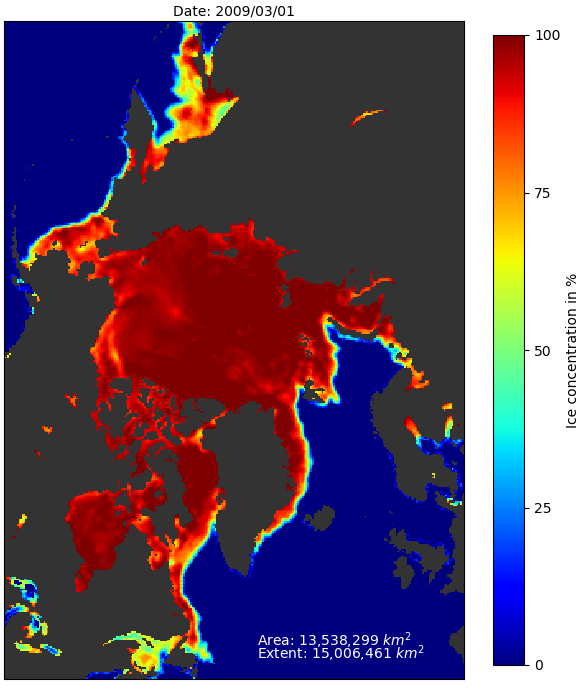 Date: 2009/03/01
100
75
50
25
0
Ice concentration in %
Area: 13,538,299 km²
Extent: 15,006,461 km²